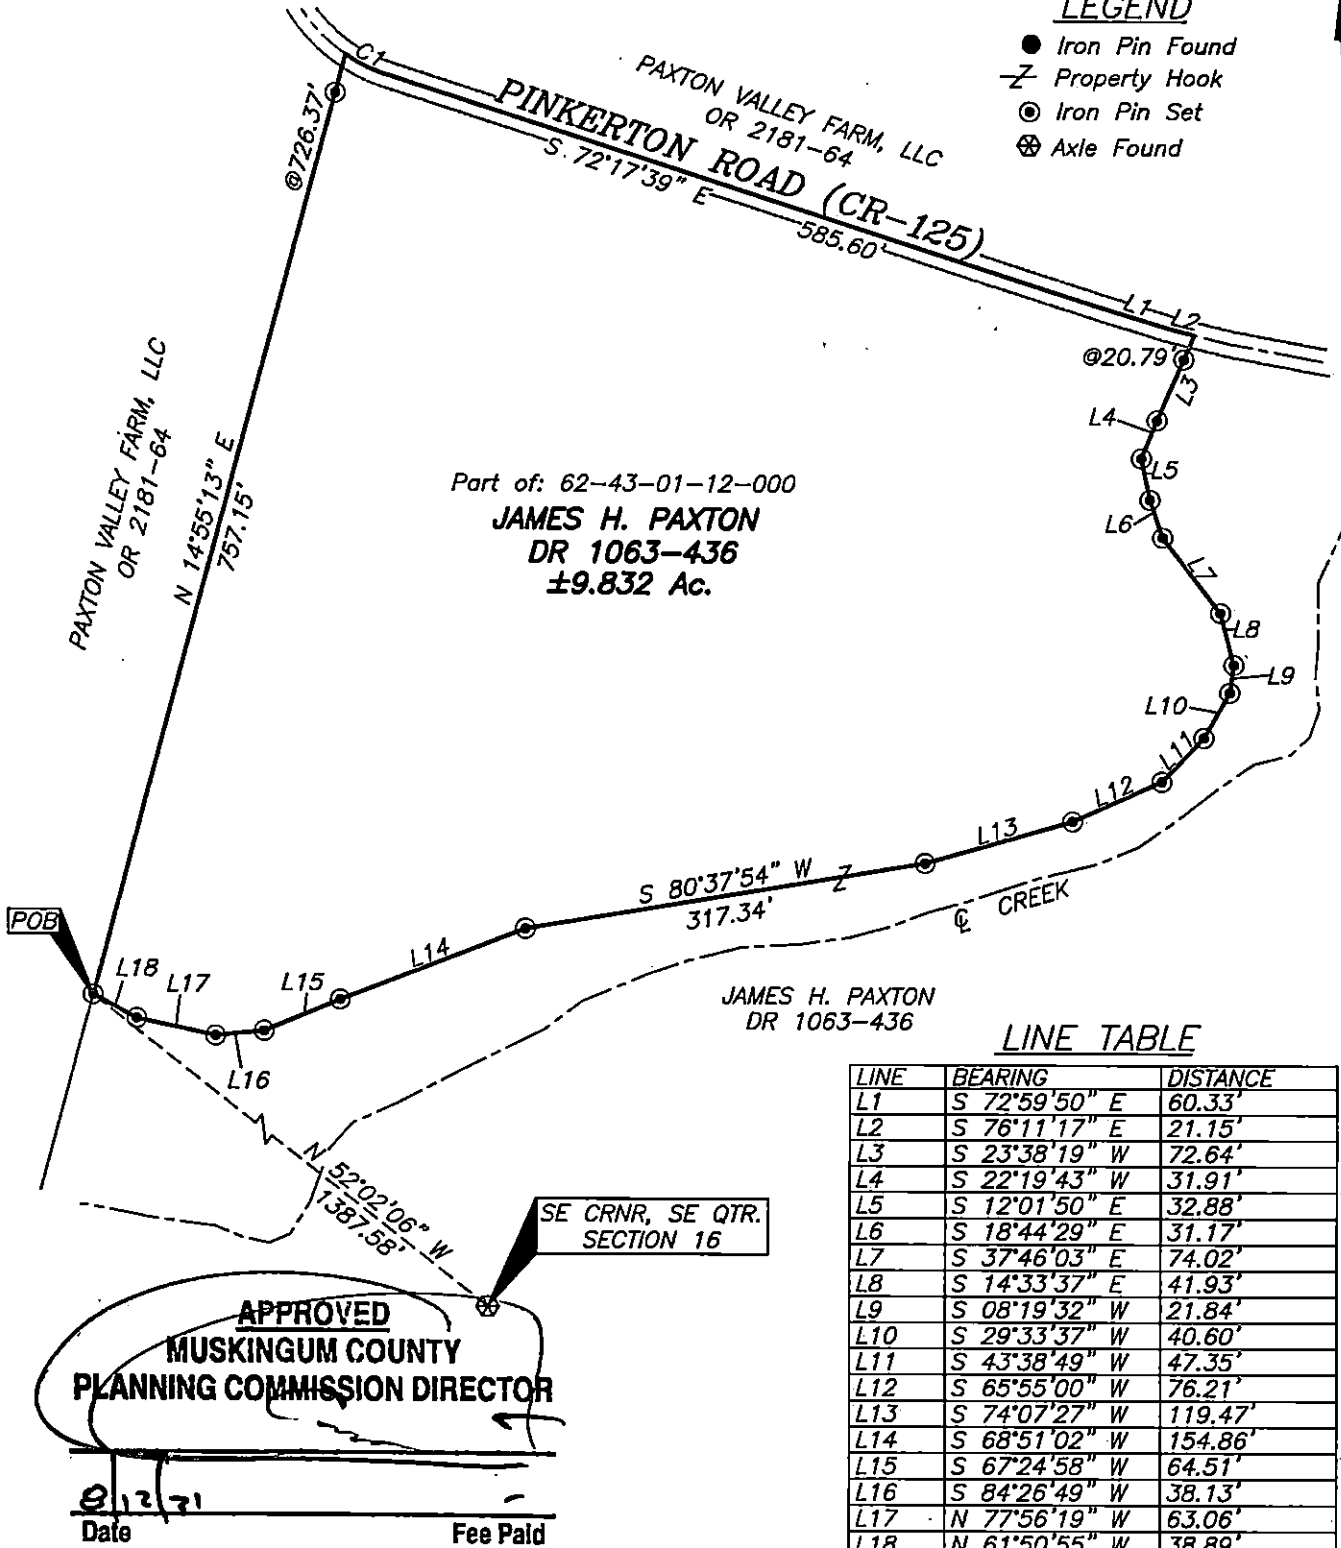 LEGEND
Iron Pin Found
Property Hook
Iron Pin Set
Axle Found
C1
@726.37'
PAXTON VALLEY FARM, LLC
OR 2181-64
PINKERTON ROAD (CR-125)
S 72°17'39" E
585.60'
L1
L2
@20.79'
L3
L4
L5
L6
L7
L8
L9
L10
L11
L12
L13
PAXTON VALLEY FARM, LLC
OR 2181-64
N 14°55'13" E
757.15'
Part of: 62-43-01-12-000
JAMES H. PAXTON
DR 1063-436
±9.832 Ac.
S 80°37'54" W
317.34'
℄ CREEK
POB
L18
L17
L16
L15
L14
JAMES H. PAXTON
DR 1063-436
N 52°02'06" W
1387.58'
SE CRNR, SE QTR.
SECTION 16
APPROVED
MUSKINGUM COUNTY
PLANNING COMMISSION DIRECTOR
Date Fee Paid
LINE TABLE
LINE BEARING DISTANCE
L1 S 72°59'50" E 60.33'
L2 S 76°11'17" E 21.15'
L3 S 23°38'19" W 72.64'
L4 S 22°19'43" W 31.91'
L5 S 12°01'50" E 32.88'
L6 S 18°44'29" E 31.17'
L7 S 37°46'03" E 74.02'
L8 S 14°33'37" E 41.93'
L9 S 08°19'32" W 21.84'
L10 S 29°33'37" W 40.60'
L11 S 43°38'49" W 47.35'
L12 S 65°55'00" W 76.21'
L13 S 74°07'27" W 119.47'
L14 S 68°51'02" W 154.86'
L15 S 67°24'58" W 64.51'
L16 S 84°26'49" W 38.13'
L17 N 77°56'19" W 63.06'
L18 N 61°50'55" W 38.89'